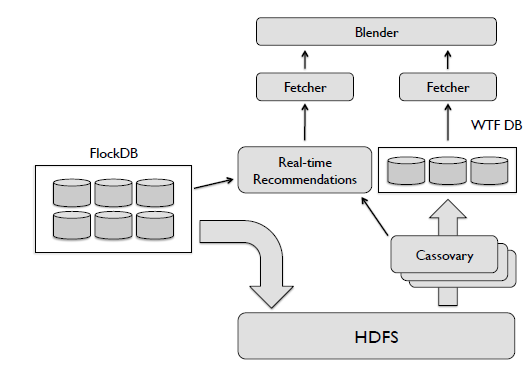 Blender
Fetcher
Fetcher
WTF DB
FlockDB
Real-time
Recommendations
Cassovary
HDFS